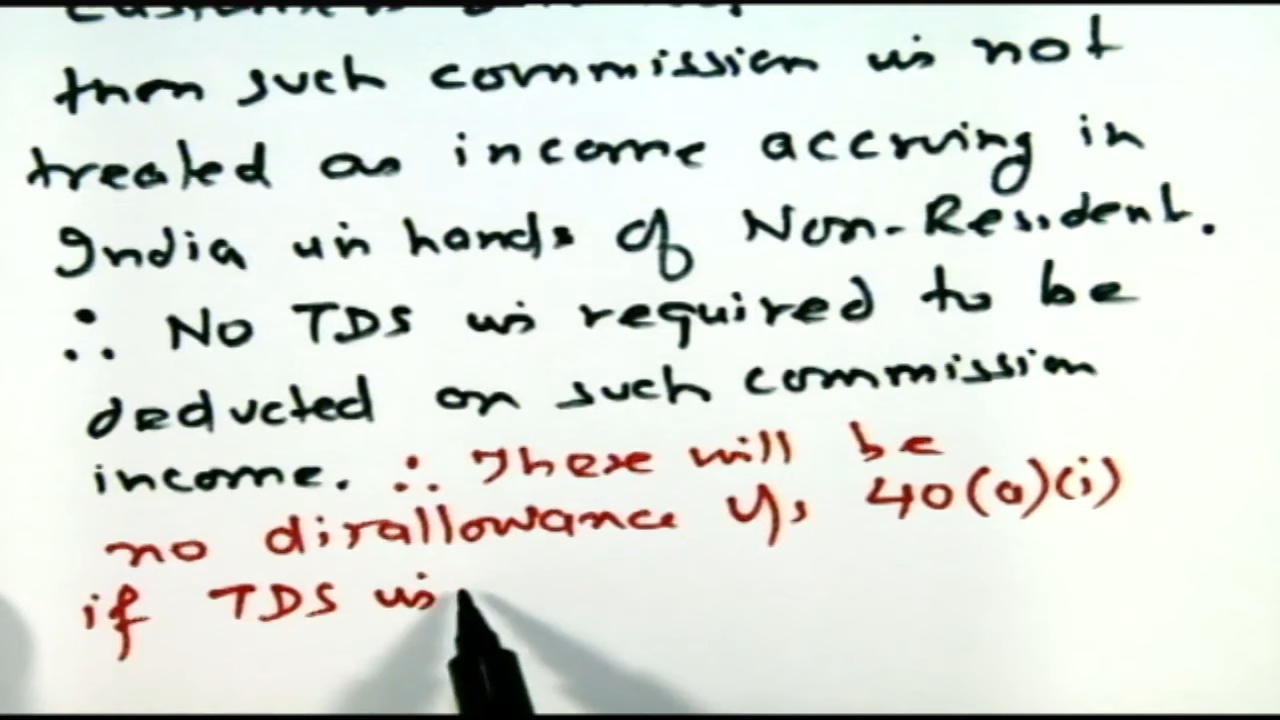 then such commission is not
treated as income accruing in
India in hands of Non-Resident.
∴ No TDS is required to be
deducted on such commission
income. ∴ There will be
no disallowance u/s 40(a)(i)
if TDS is